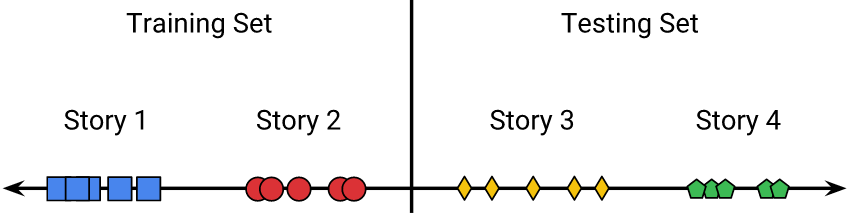 Training Set
Testing Set
Story 1
Story 2
Story 3
Story 4